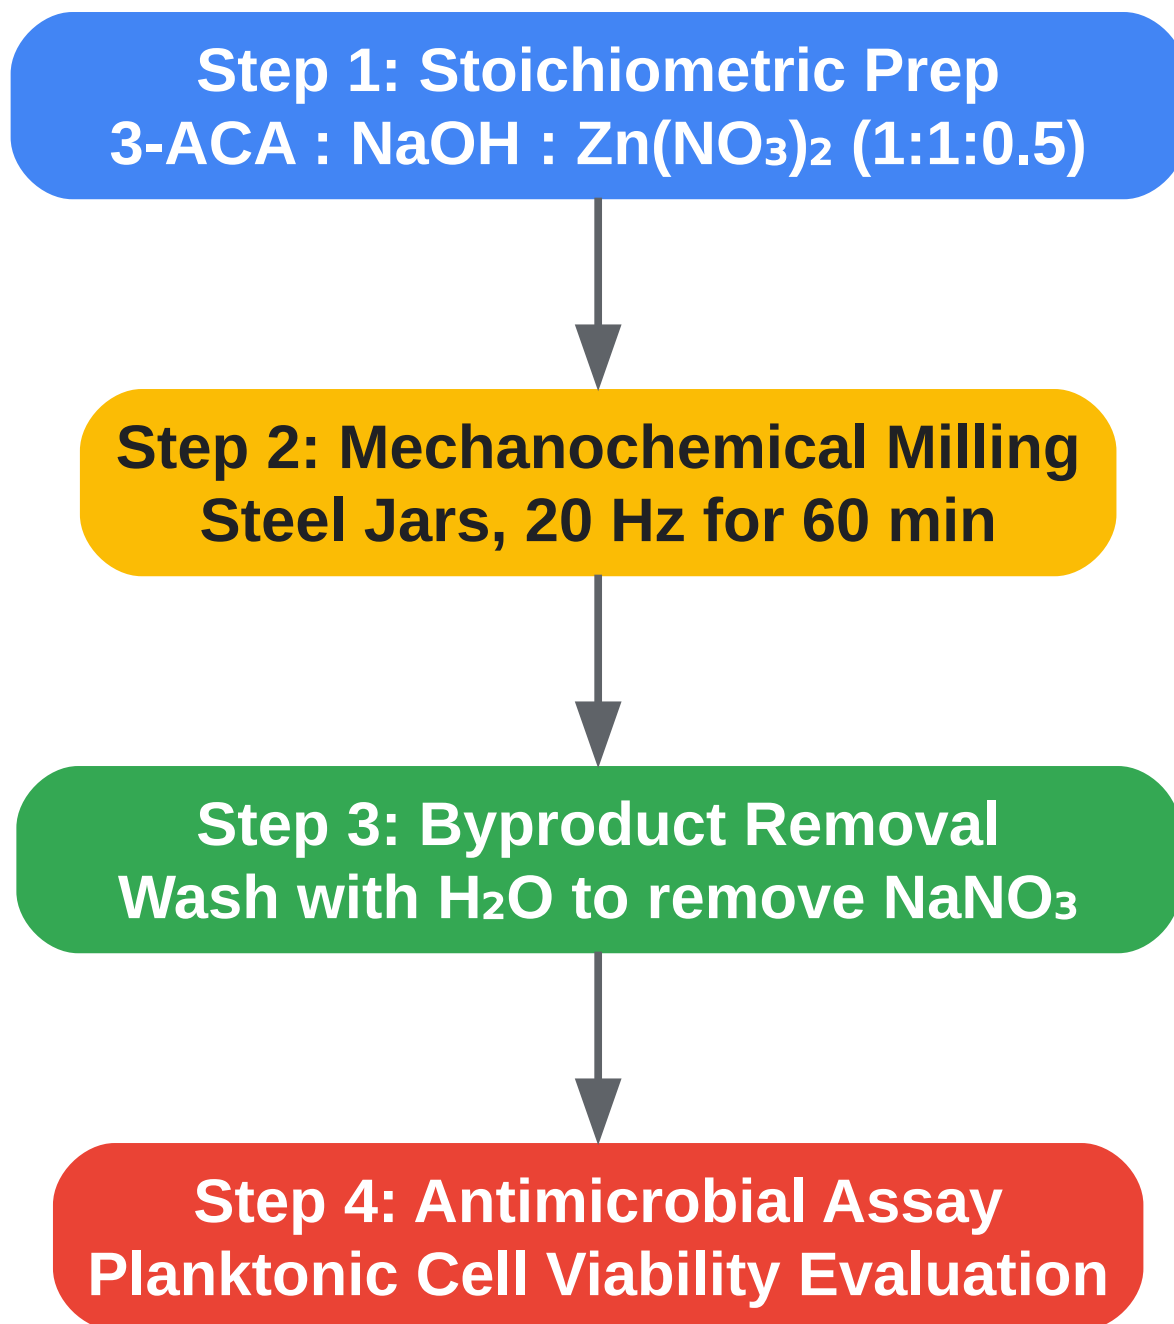 Step 1: Stoichiometric Prep
3-ACA : NaOH : Zn(NO₃)₂ (1:1:0.5)
Step 2: Mechanochemical Milling
Steel Jars, 20 Hz for 60 min
Step 3: Byproduct Removal
Wash with H₂O to remove NaNO₃
Step 4: Antimicrobial Assay
Planktonic Cell Viability Evaluation